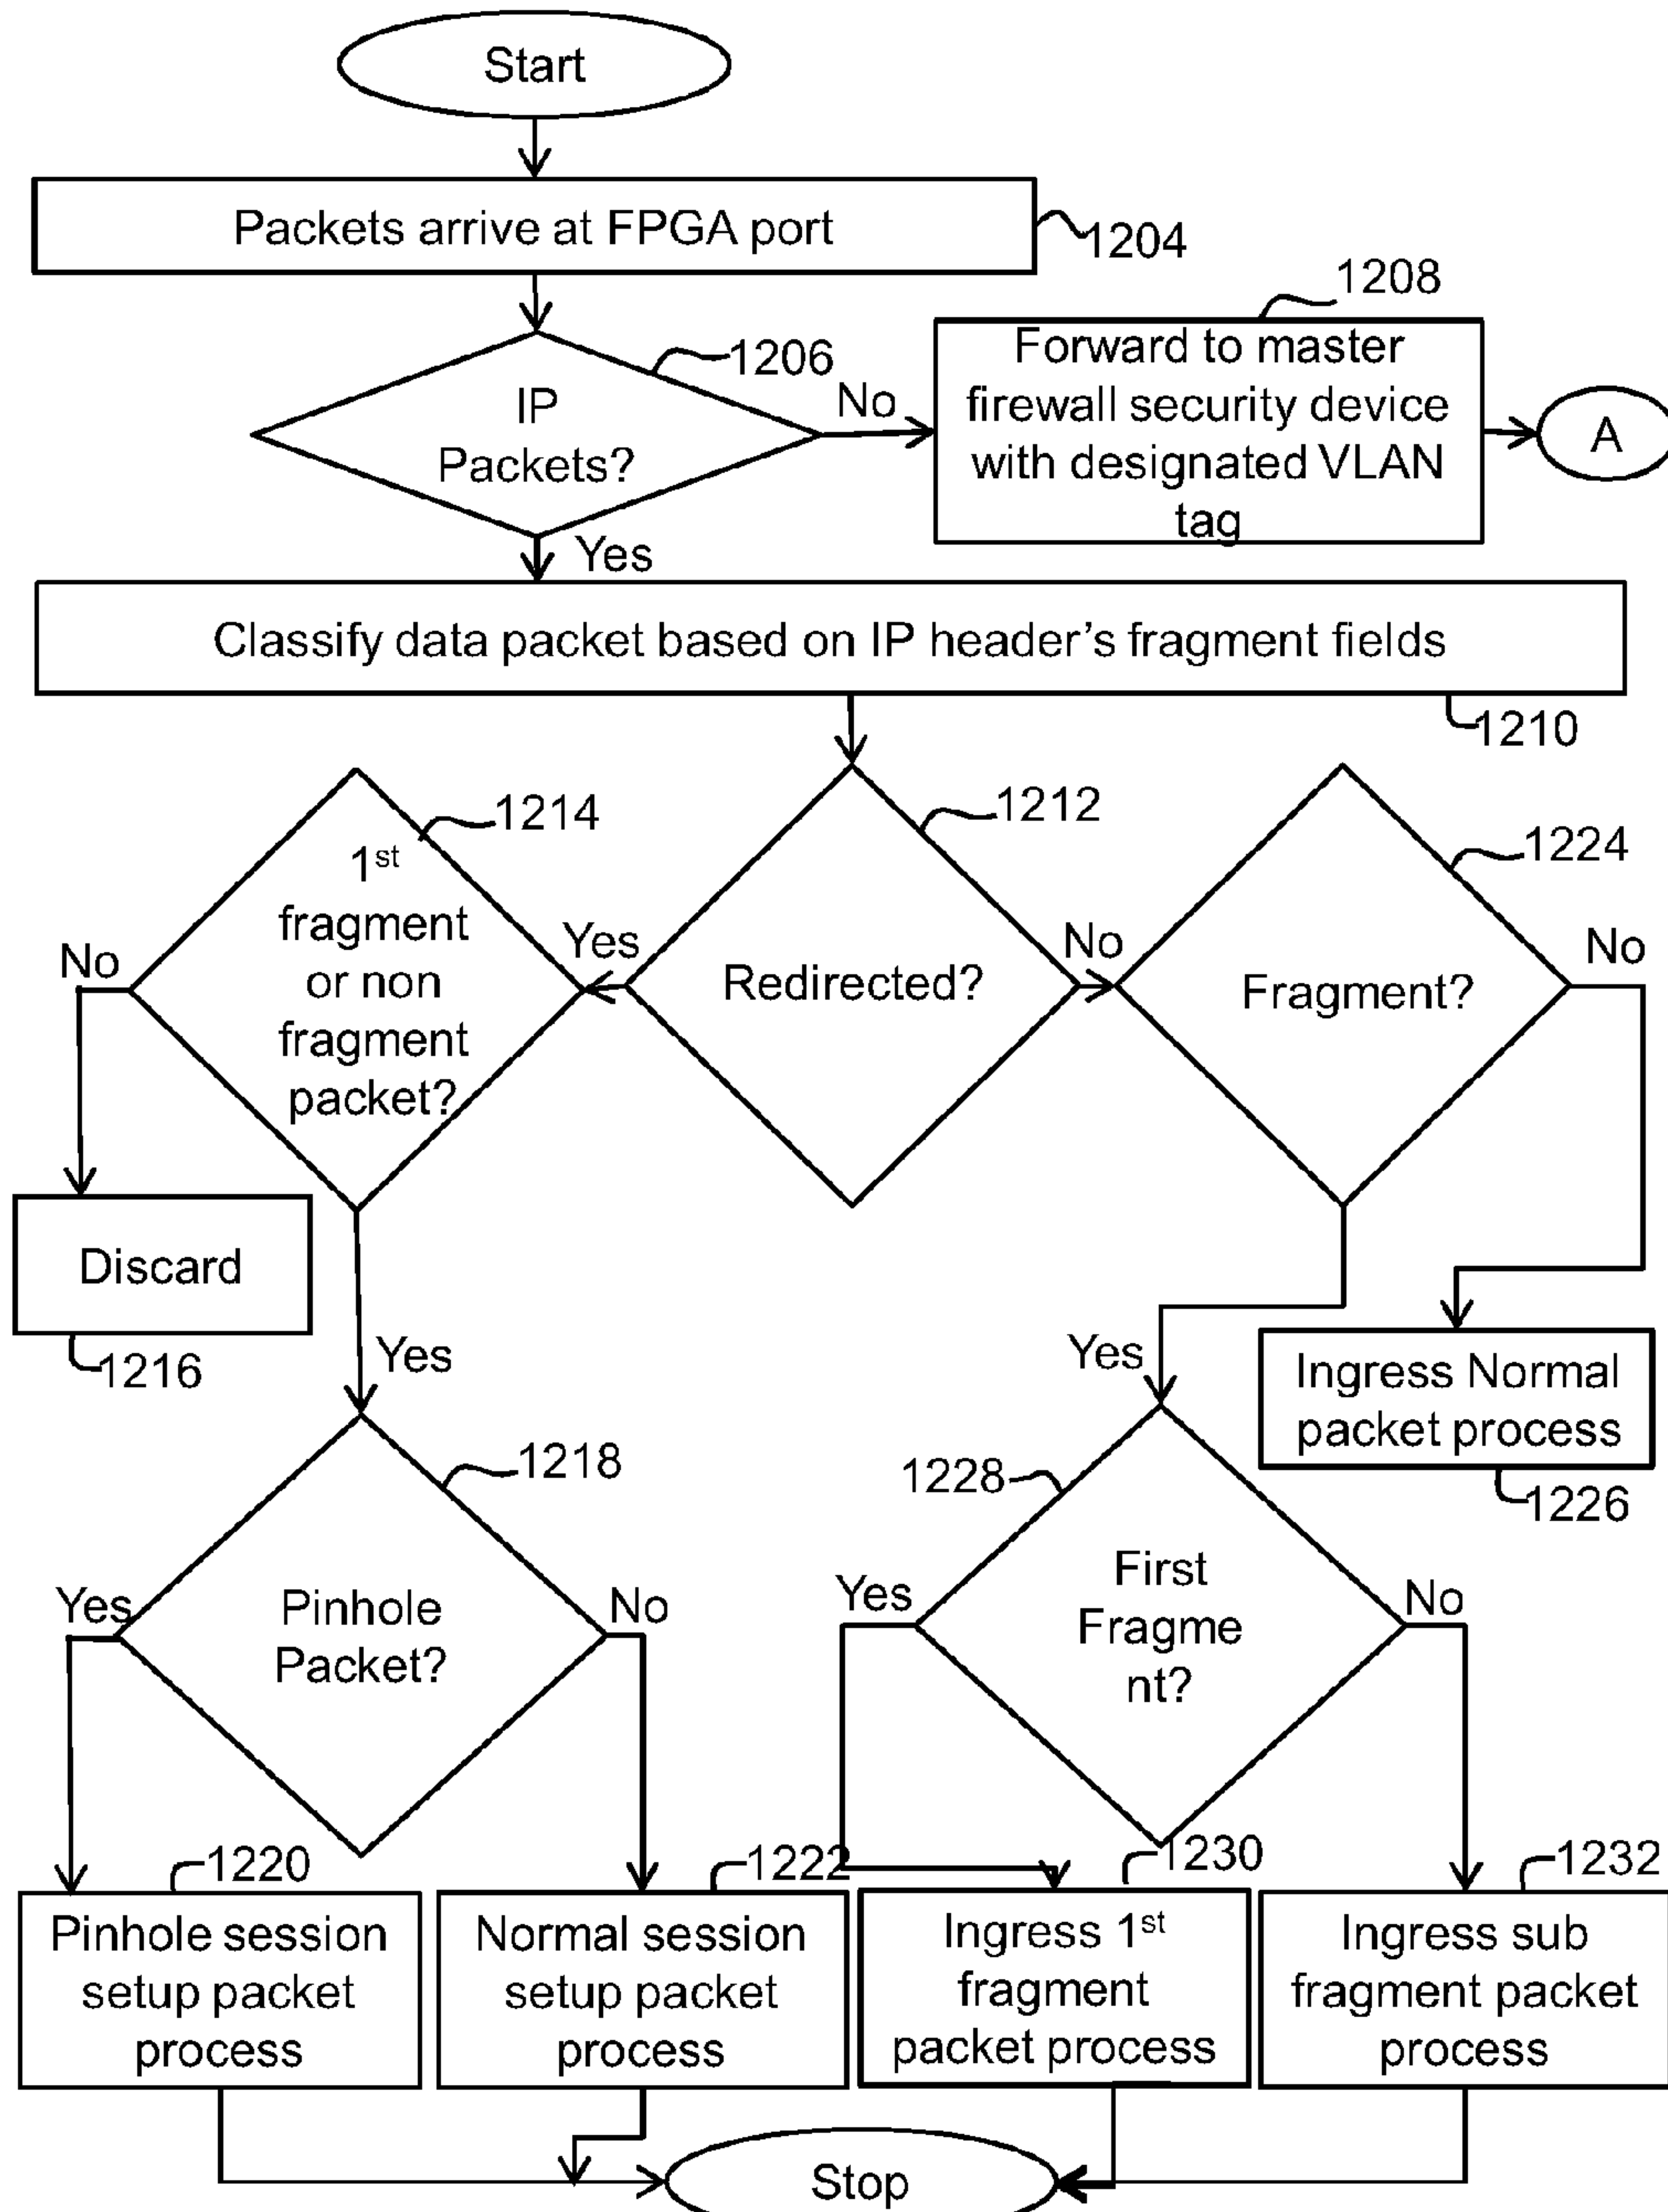 Start
Packets arrive at FPGA port
1204
1208
1206
IP
Packets?
No
Forward to master
firewall security device
with designated VLAN
tag
A
Yes
Classify data packet based on IP header’s fragment fields
1210
1214
1212
1224
1st
fragment
or non
fragment
packet?
No
Yes
Redirected?
No
Fragment?
No
Discard
1216
Yes
Yes
Ingress Normal
packet process
1226
1218
1228
Yes
Pinhole
Packet?
No
Yes
First
Fragme
nt?
No
1220
1222
1230
1232
Pinhole session
setup packet
process
Normal session
setup packet
process
Ingress 1st
fragment
packet process
Ingress sub
fragment packet
process
Stop